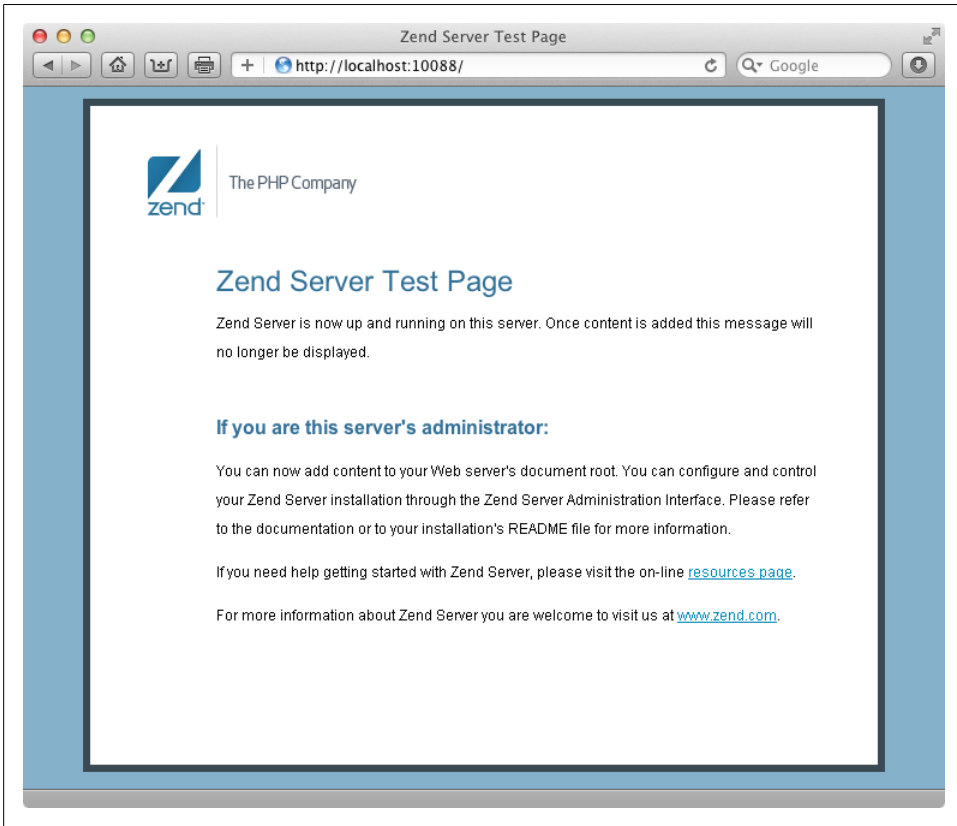 Zend Server Test Page
http://localhost:10088/
Google
zend
The PHP Company
Zend Server Test Page
Zend Server is now up and running on this server. Once content is added this message will
no longer be displayed.
If you are this server's administrator:
You can now add content to your Web server's document root. You can configure and control
your Zend Server installation through the Zend Server Administration Interface. Please refer
to the documentation or to your installation's README file for more information.
If you need help getting started with Zend Server, please visit the on-line resources page.
For more information about Zend Server you are welcome to visit us at www.zend.com.